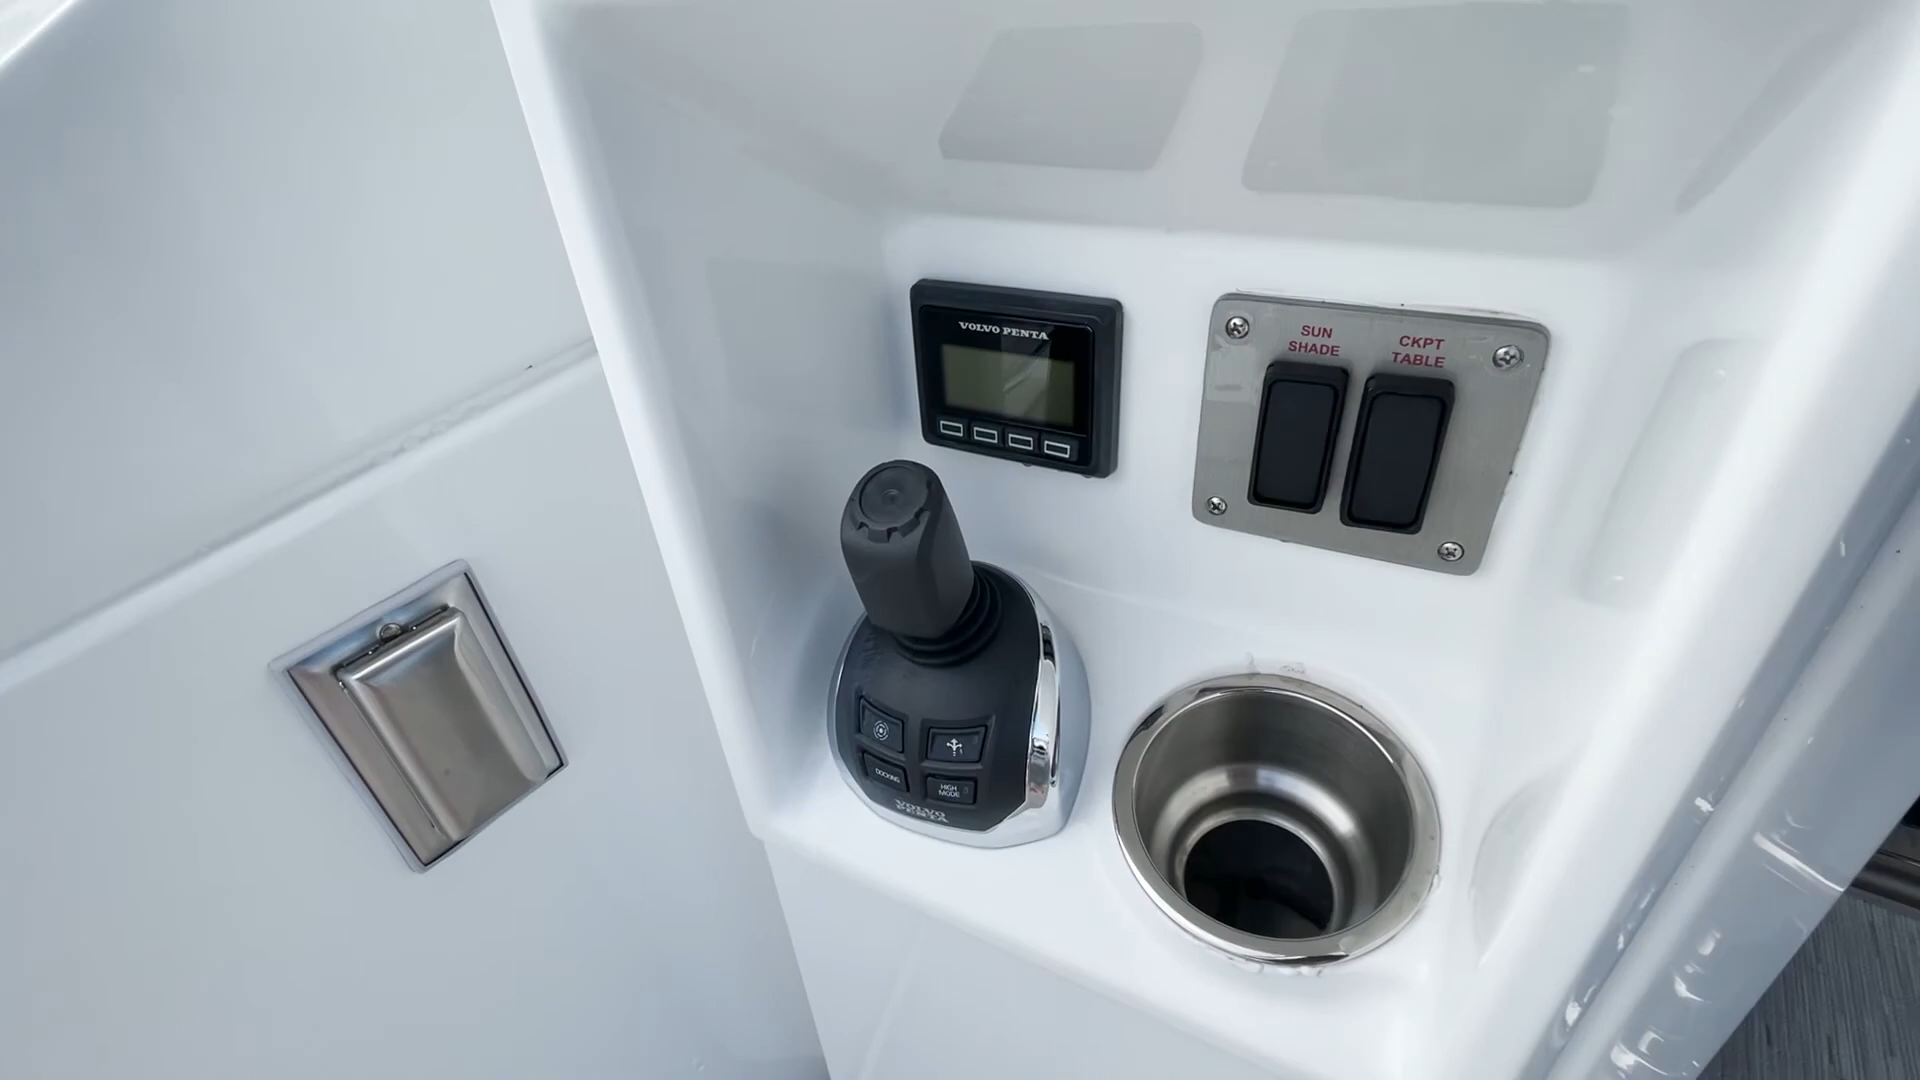 VOLVO PENTA
SUN
SHADE
CKPT
TABLE
DOCKING
HIGH
MODE
VOLVO
PENTA